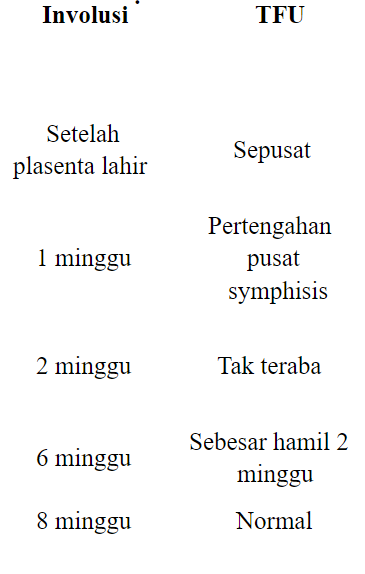 Involusi TFU
Setelah
plasenta lahir
Sepusat
1 minggu
Pertengahan
pusat
symphisis
2 minggu Tak teraba
6 minggu
Sebesar hamil 2
minggu
8 minggu Normal